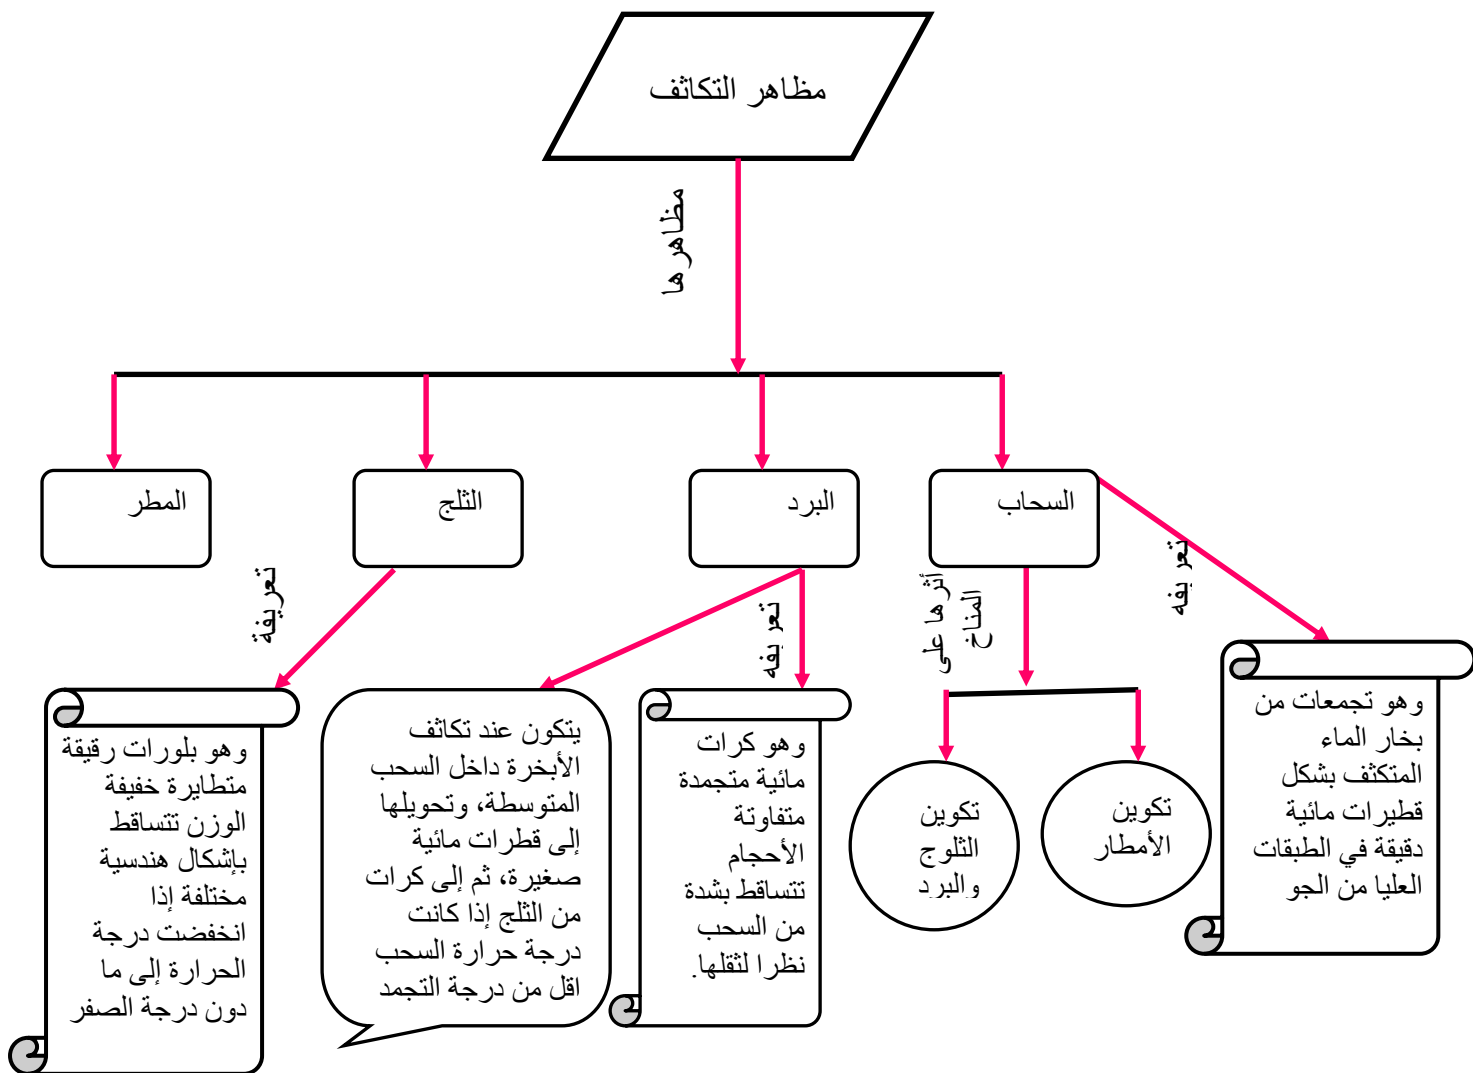 مظاهر التكاثف
مظاهرها
السحاب
البرد
الثلج
المطر
تعريفه
أثرها على
المناخ
تعريفه
تعريفة
وهو تجمعات من
بخار الماء
المتكثف بشكل
قطيرات مائية
دقيقة في الطبقات
العليا من الجو
تكوين
الأمطار
تكوين
الثلوج
والبرد
وهو كرات
مائية متجمدة
متفاوتة
الأحجام
تتساقط بشدة
من السحب
نظرا لثقلها.
يتكون عند تكاثف
الأبخرة داخل السحب
المتوسطة، وتحويلها
إلى قطرات مائية
صغيرة، ثم إلى كرات
من الثلج إذا كانت
درجة حرارة السحب
اقل من درجة التجمد
وهو بلورات رقيقة
متطايرة خفيفة
الوزن تتساقط
بإشكال هندسية
مختلفة إذا
انخفضت درجة
الحرارة إلى ما
دون درجة الصفر